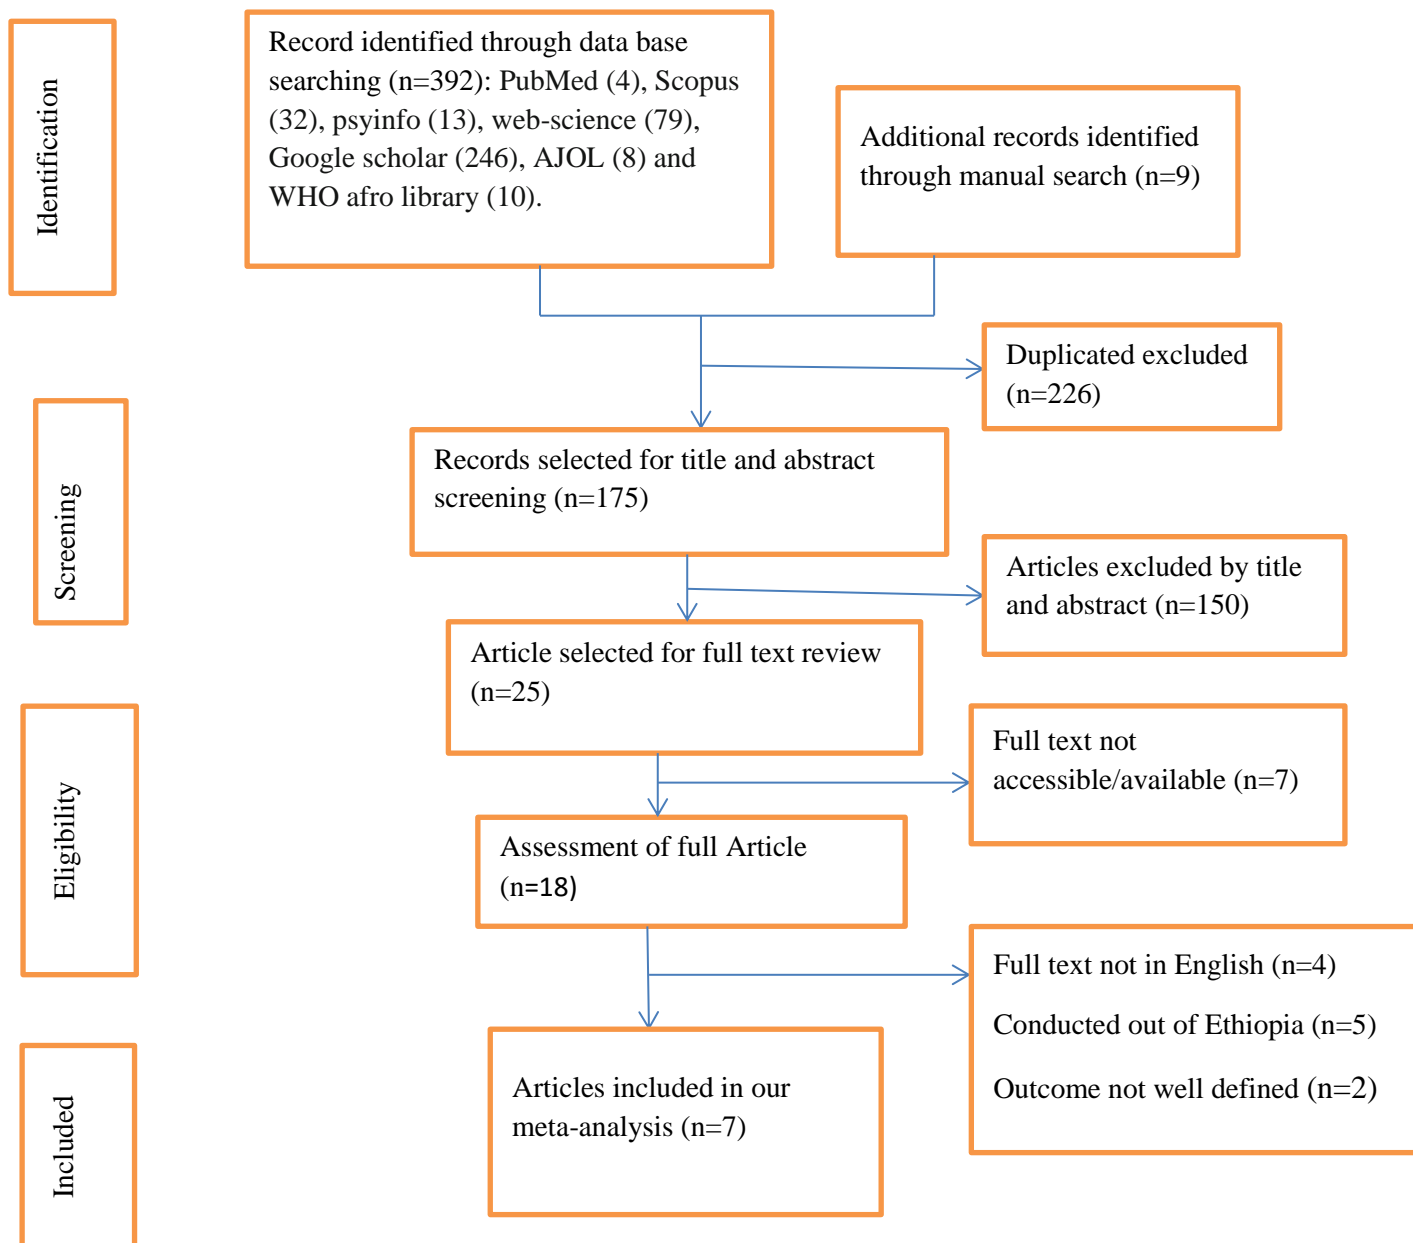 Identification
Record identified through data base
searching (n=392): PubMed (4), Scopus
(32), psyinfo (13), web-science (79),
Google scholar (246), AJOL (8) and
WHO afro library (10).
Additional records identified
through manual search (n=9)
Duplicated excluded
(n=226)
Screening
Records selected for title and abstract
screening (n=175)
Articles excluded by title
and abstract (n=150)
Article selected for full text review
(n=25)
Eligibility
Full text not
accessible/available (n=7)
Assessment of full Article
(n=18)
Full text not in English (n=4)
Conducted out of Ethiopia (n=5)
Outcome not well defined (n=2)
Included
Articles included in our
meta-analysis (n=7)